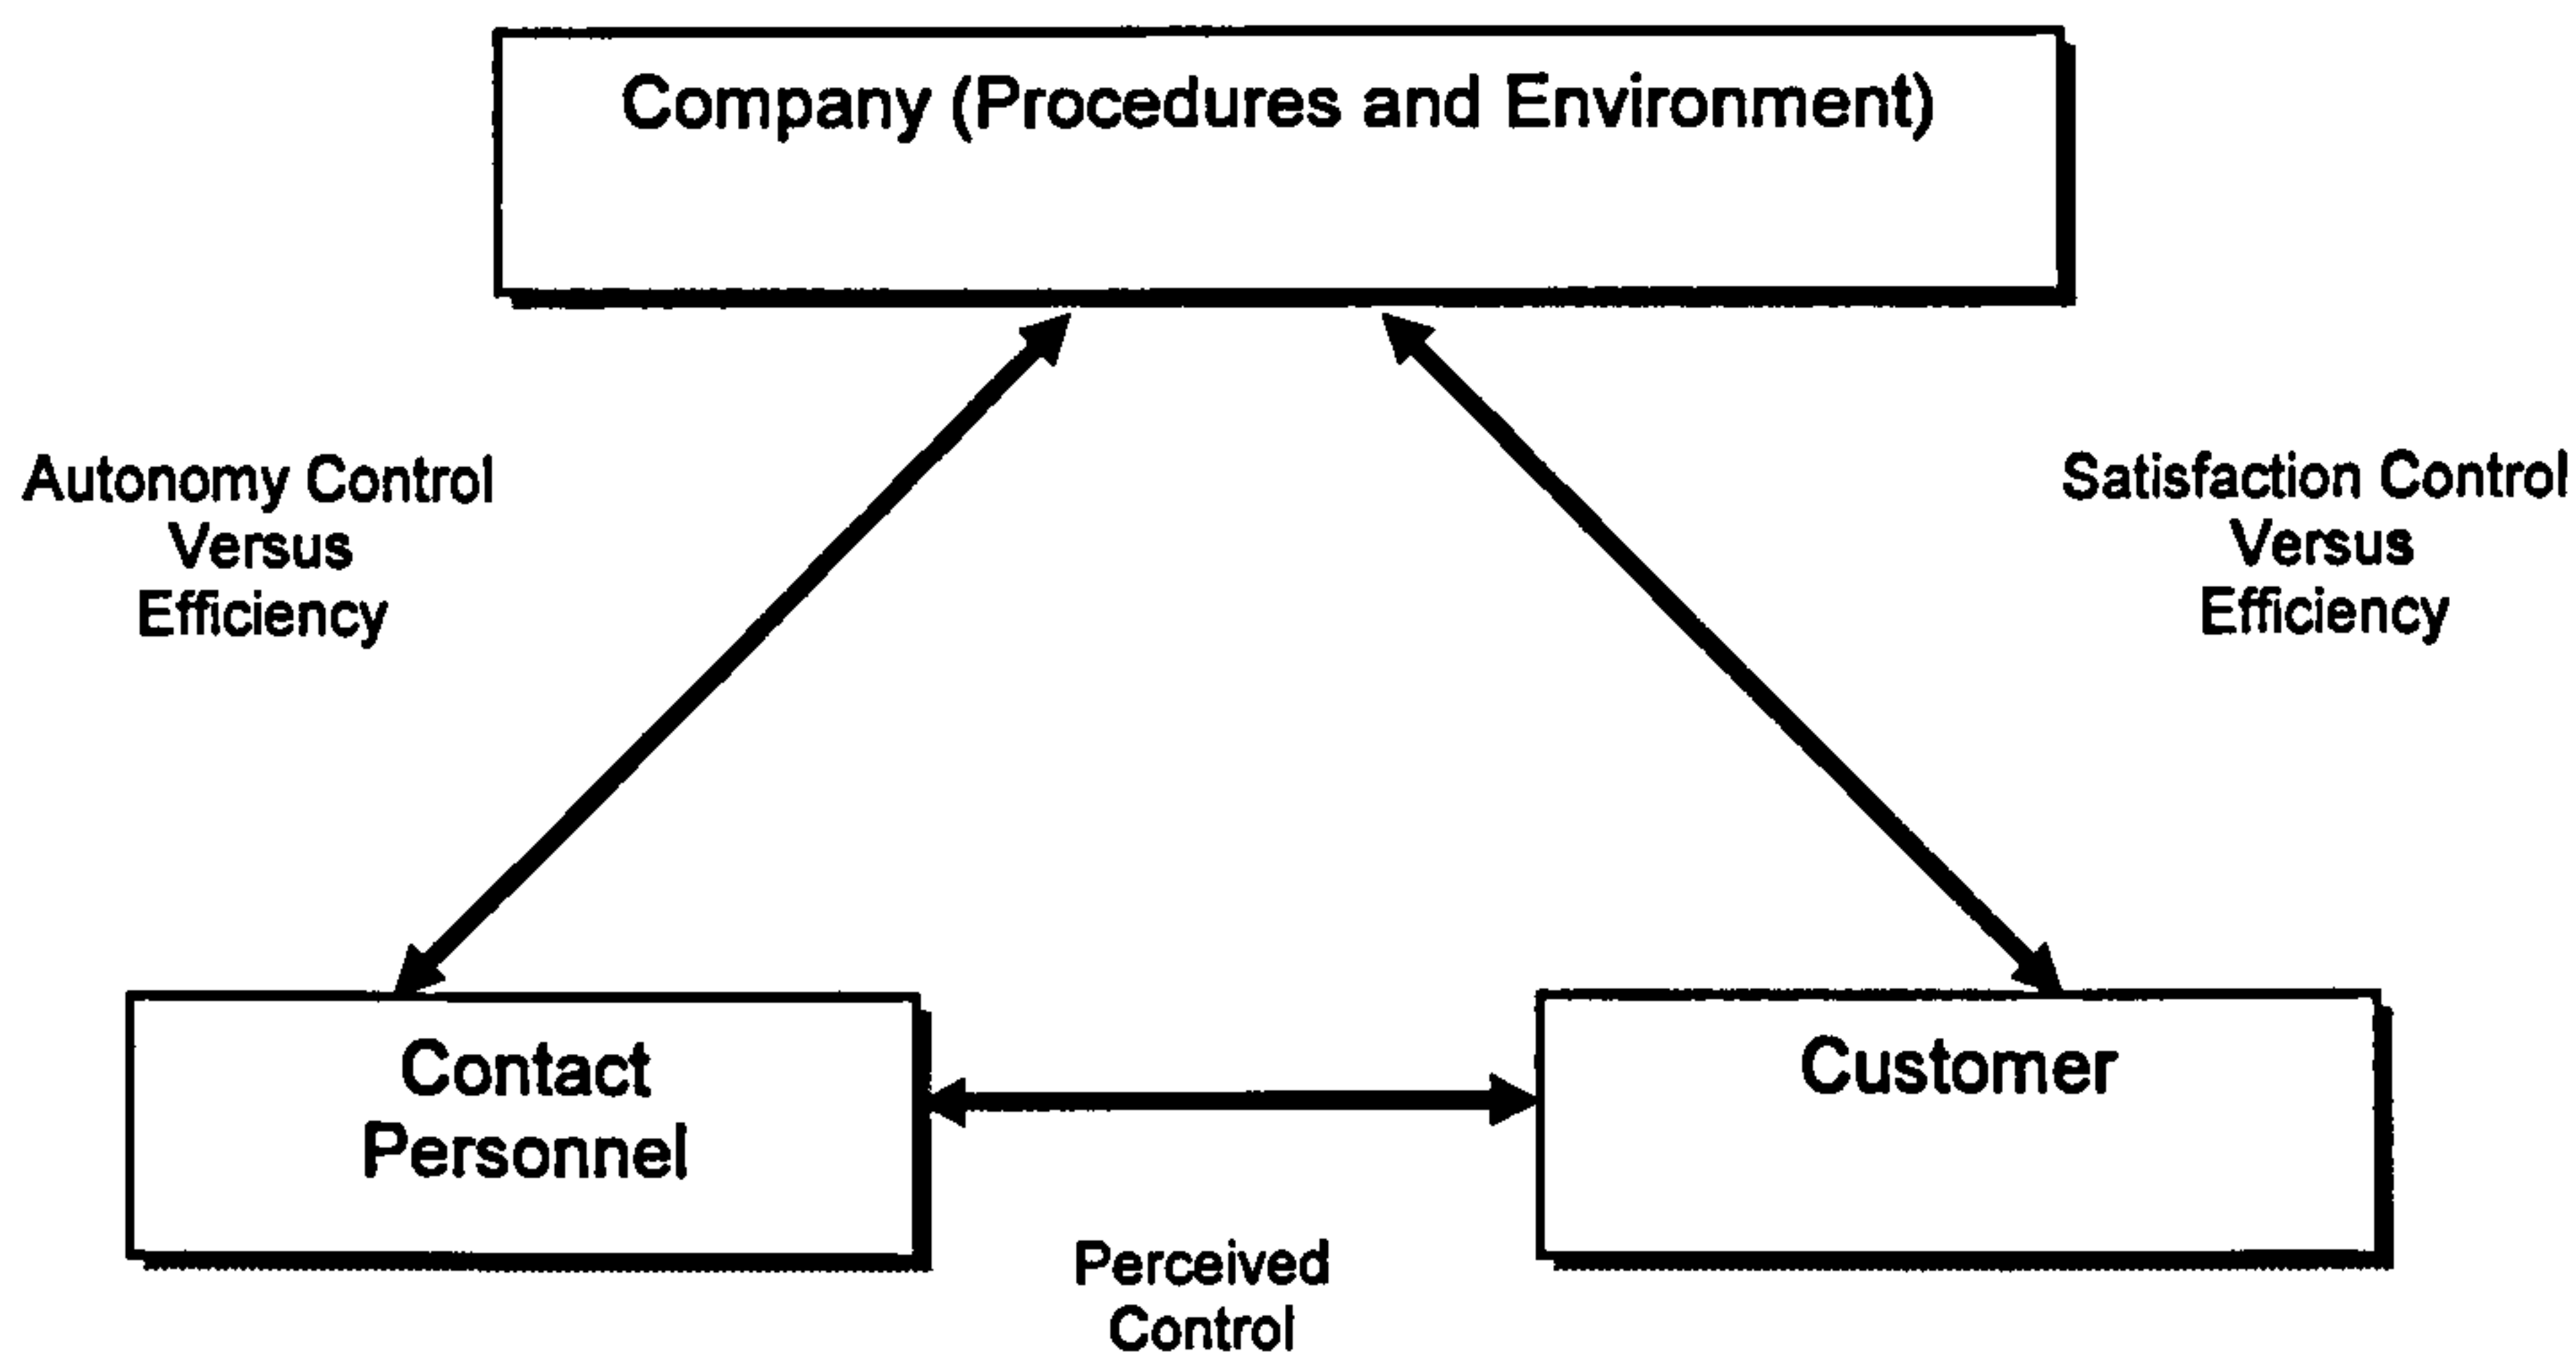 Company (Procedures and Environment)
Autonomy Control
Versus
Efficiency
Satisfaction Control
Versus
Efficiency
Contact
Personnel
Customer
Perceived
Control